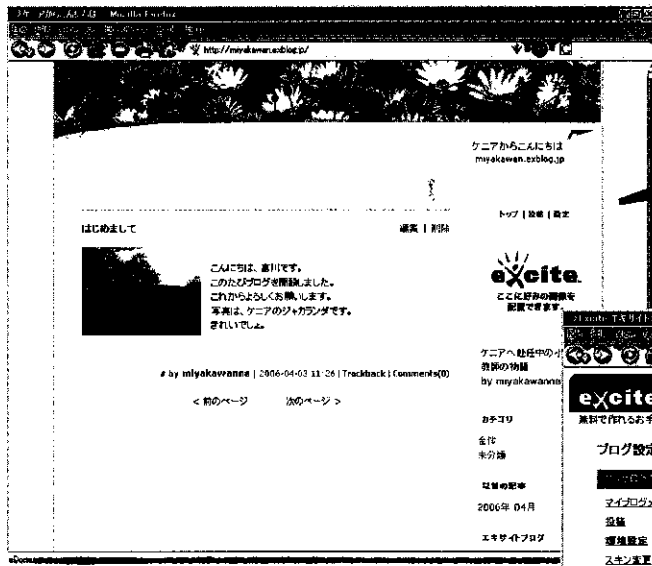 Mozilla Firefox
http://miyakawan.exblog.jp/
ケニアからこんにちは
miyakawan.exblog.jp
トップ | 投稿 | 設定
はじめまして
編集 | 削除
こんにちは、宮川です。
このたびブログを開設しました。
これからよろしくお願いします。
写真は、ケニアのジャカランダです。
きれいでしょ。
# by miyakawanna | 2006-04-03 11:26 | Trackback | Comments(0)
< 前のページ 次のページ >
excite.
ここに好みの画像を
配置できます。
ケニアへ赴任中の
教師の物語
by miyakawanna
カテゴリ
全体
未分類
以前の記事
2006年 04月
エキサイトブログ
excite
無料で作れるお手
ブログ設定
マイブログメ
投稿
環境設定
スキン変更